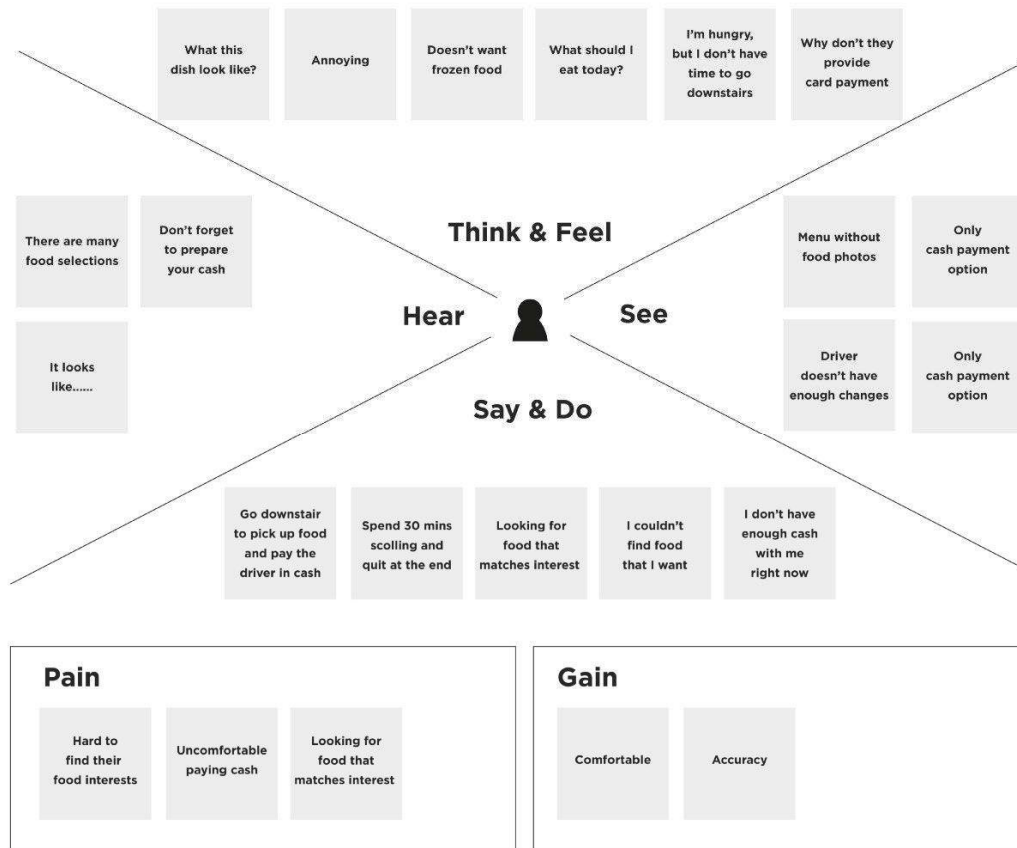 What this
dish look like?
Annoying
Doesn't want
frozen food
What should I
eat today?
I'm hungry,
but I don't have
time to go
downstairs
Why don't they
provide
card payment
Think & Feel
There are many
food selections
Don't forget
to prepare
your cash
It looks
like......
Hear
See
Menu without
food photos
Only
cash payment
option
Driver
doesn't have
enough changes
Only
cash payment
option
Say & Do
Go downstair
to pick up food
and pay the
driver in cash
Spend 30 mins
scolling and
quit at the end
Looking for
food that
matches interest
I couldn't
find food
that I want
I don't have
enough cash
with me
right now
Pain
Hard to
find their
food interests
Uncomfortable
paying cash
Looking for
food that
matches interest
Gain
Comfortable
Accuracy